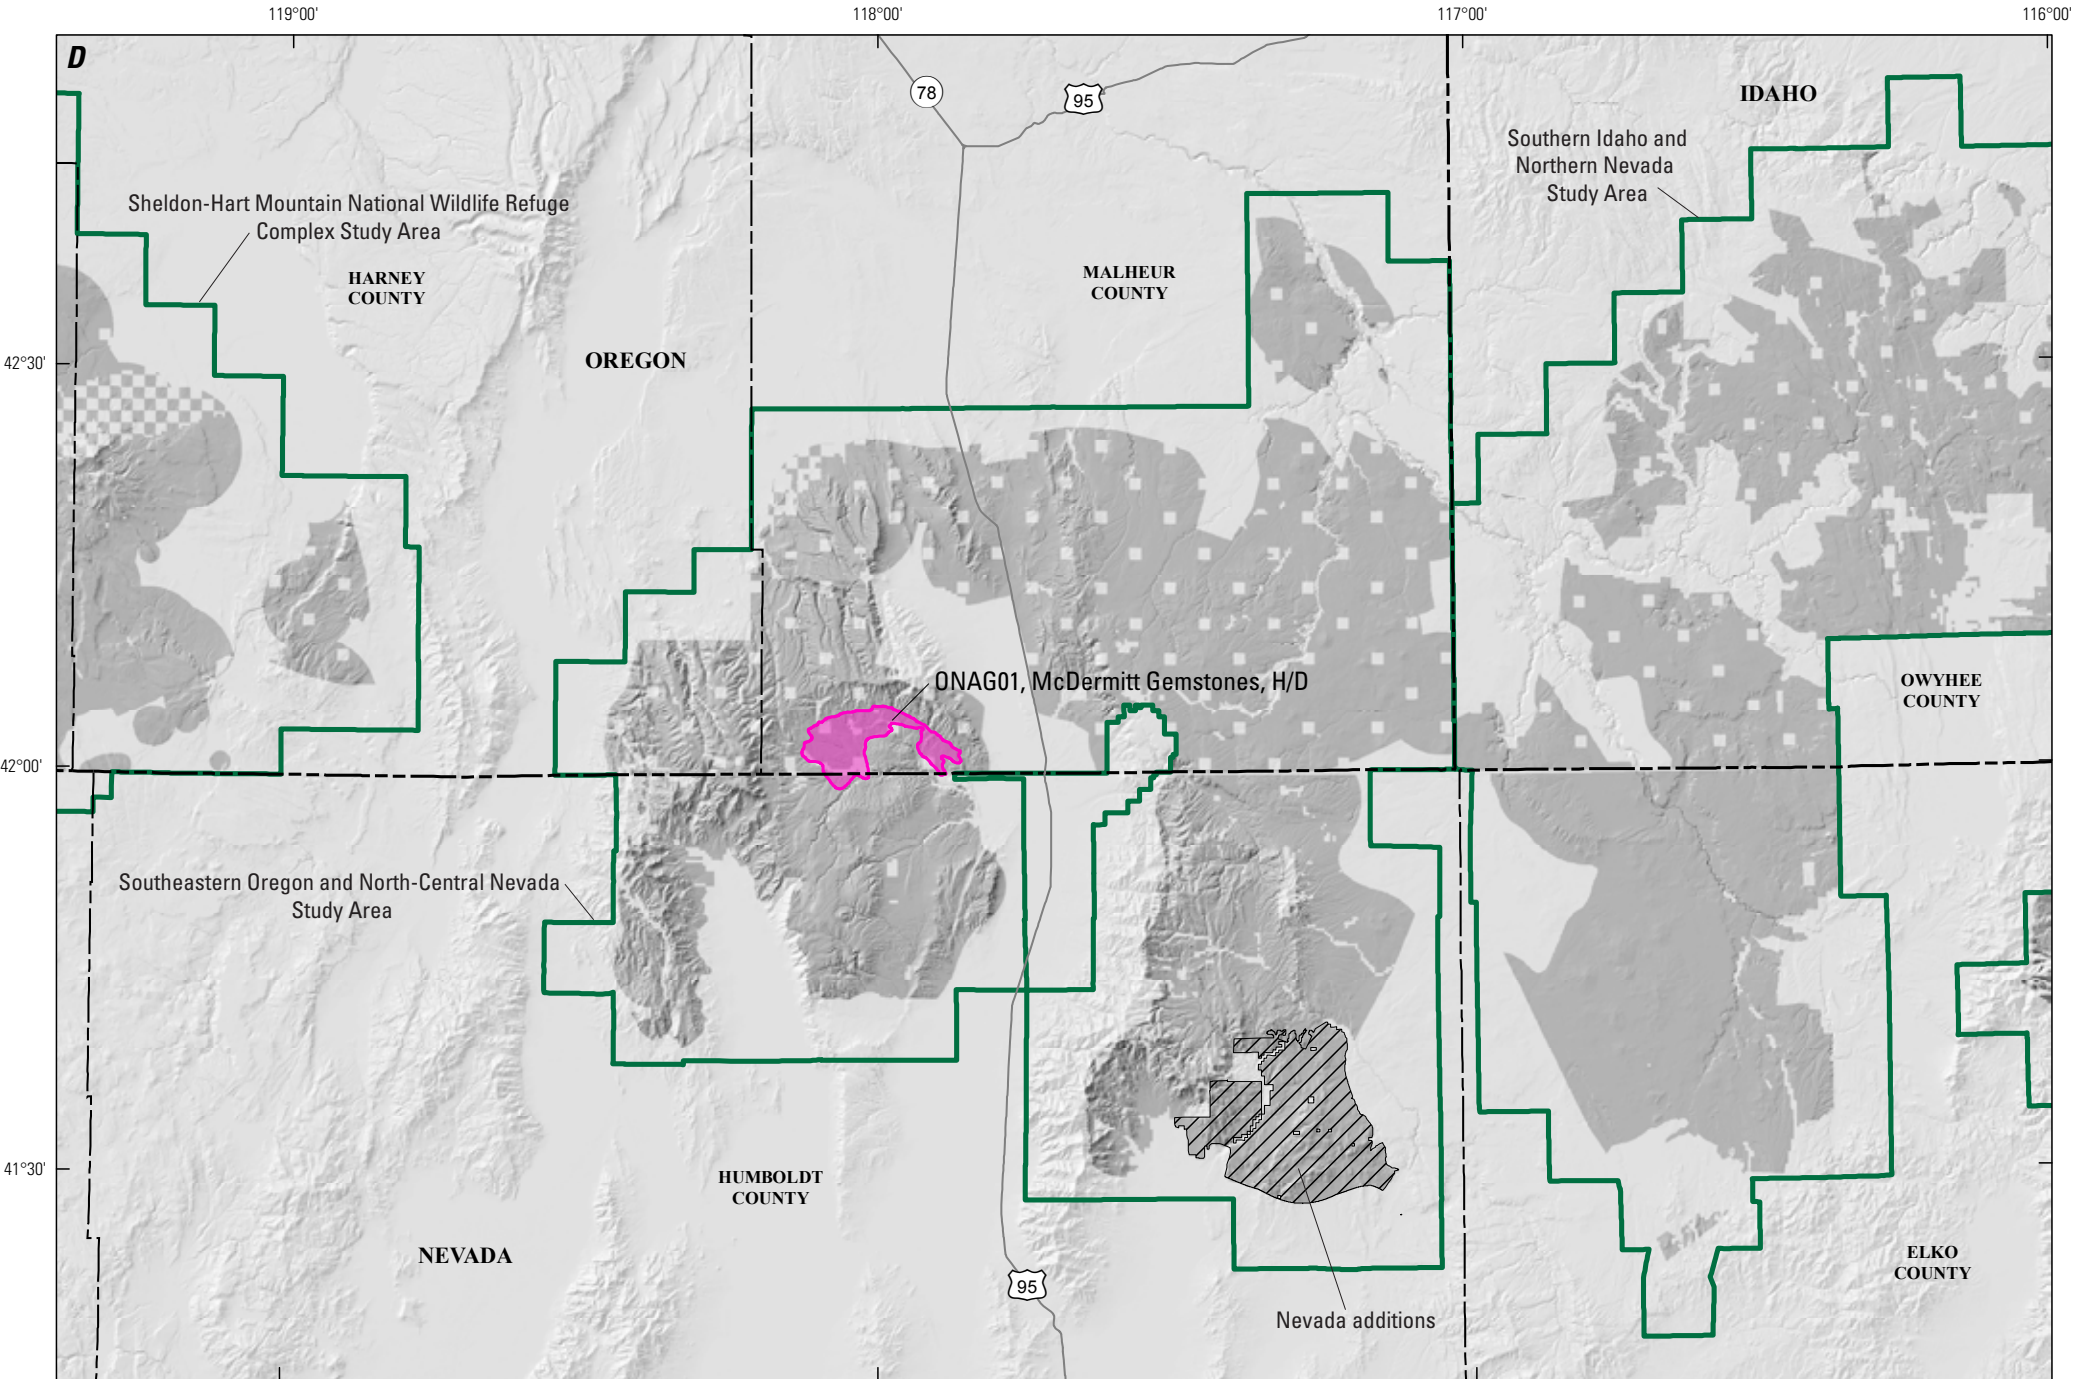 119°00'
118°00'
117°00'
116°00'
D
78
95
IDAHO
Southern Idaho and
Northern Nevada
Study Area
Sheldon-Hart Mountain National Wildlife Refuge
Complex Study Area
HARNEY
COUNTY
MALHEUR
COUNTY
42°30'
OREGON
ONAG01, McDermitt Gemstones, H/D
OWYHEE
COUNTY
42°00'
Southeastern Oregon and North-Central Nevada
Study Area
41°30'
HUMBOLDT
COUNTY
NEVADA
ELKO
COUNTY
95
Nevada additions